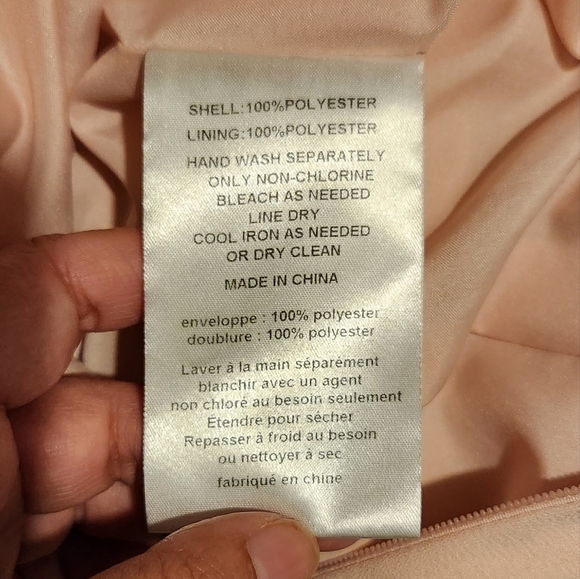 SHELL:100%POLYESTER
LINING:100%POLYESTER
HAND WASH SEPARATELY
ONLY NON-CHLORINE
BLEACH AS NEEDED
LINE DRY
COOL IRON AS NEEDED
OR DRY CLEAN
MADE IN CHINA
enveloppe : 100% polyester
doublure : 100% polyester
Laver à la main séparément
blanchir avec un agent
non chloré au besoin seulement
Étendre pour sécher
Repasser à froid au besoin
ou nettoyer à sec
fabriqué en chine